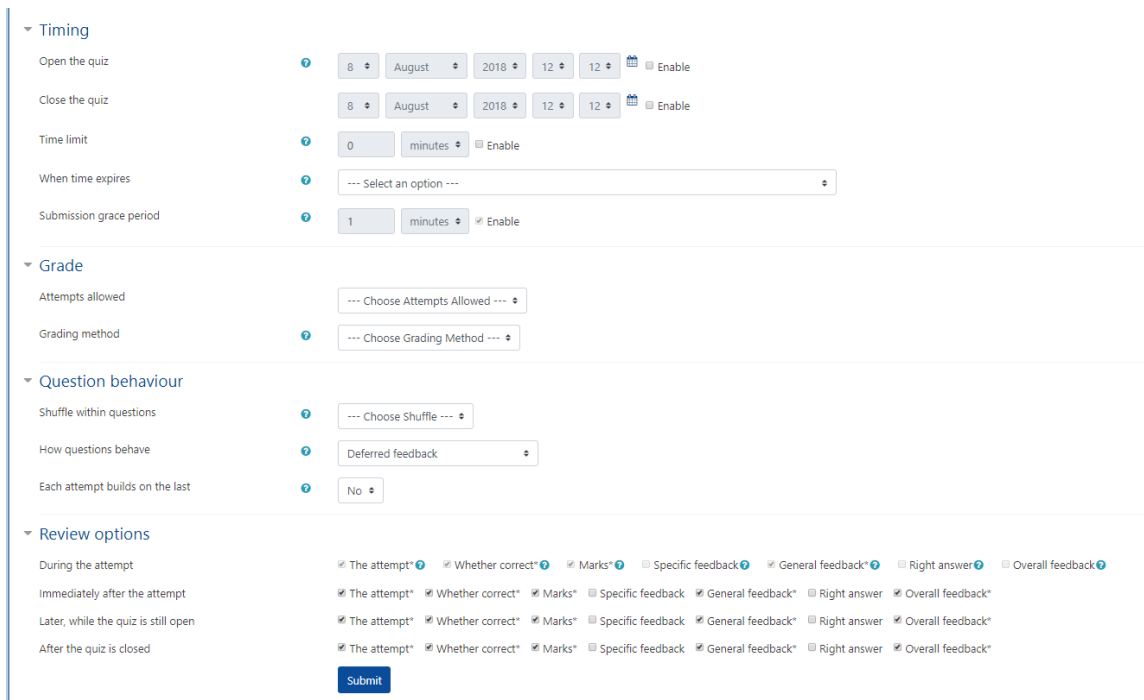 Timing
Open the quiz 8 August 2018 12 12 Enable
Close the quiz 8 August 2018 12 12 Enable
Time limit 0 minutes Enable
When time expires --- Select an option ---
Submission grace period 1 minutes Enable
Grade
Attempts allowed --- Choose Attempts Allowed ---
Grading method --- Choose Grading Method ---
Question behaviour
Shuffle within questions --- Choose Shuffle ---
How questions behave Deferred feedback
Each attempt builds on the last No
Review options
During the attempt The attempt* Whether correct* Marks* Specific feedback General feedback* Right answer Overall feedback
Immediately after the attempt The attempt* Whether correct* Marks* Specific feedback General feedback* Right answer Overall feedback*
Later, while the quiz is still open The attempt* Whether correct* Marks* Specific feedback General feedback* Right answer Overall feedback*
After the quiz is closed The attempt* Whether correct* Marks* Specific feedback General feedback* Right answer Overall feedback*
Submit